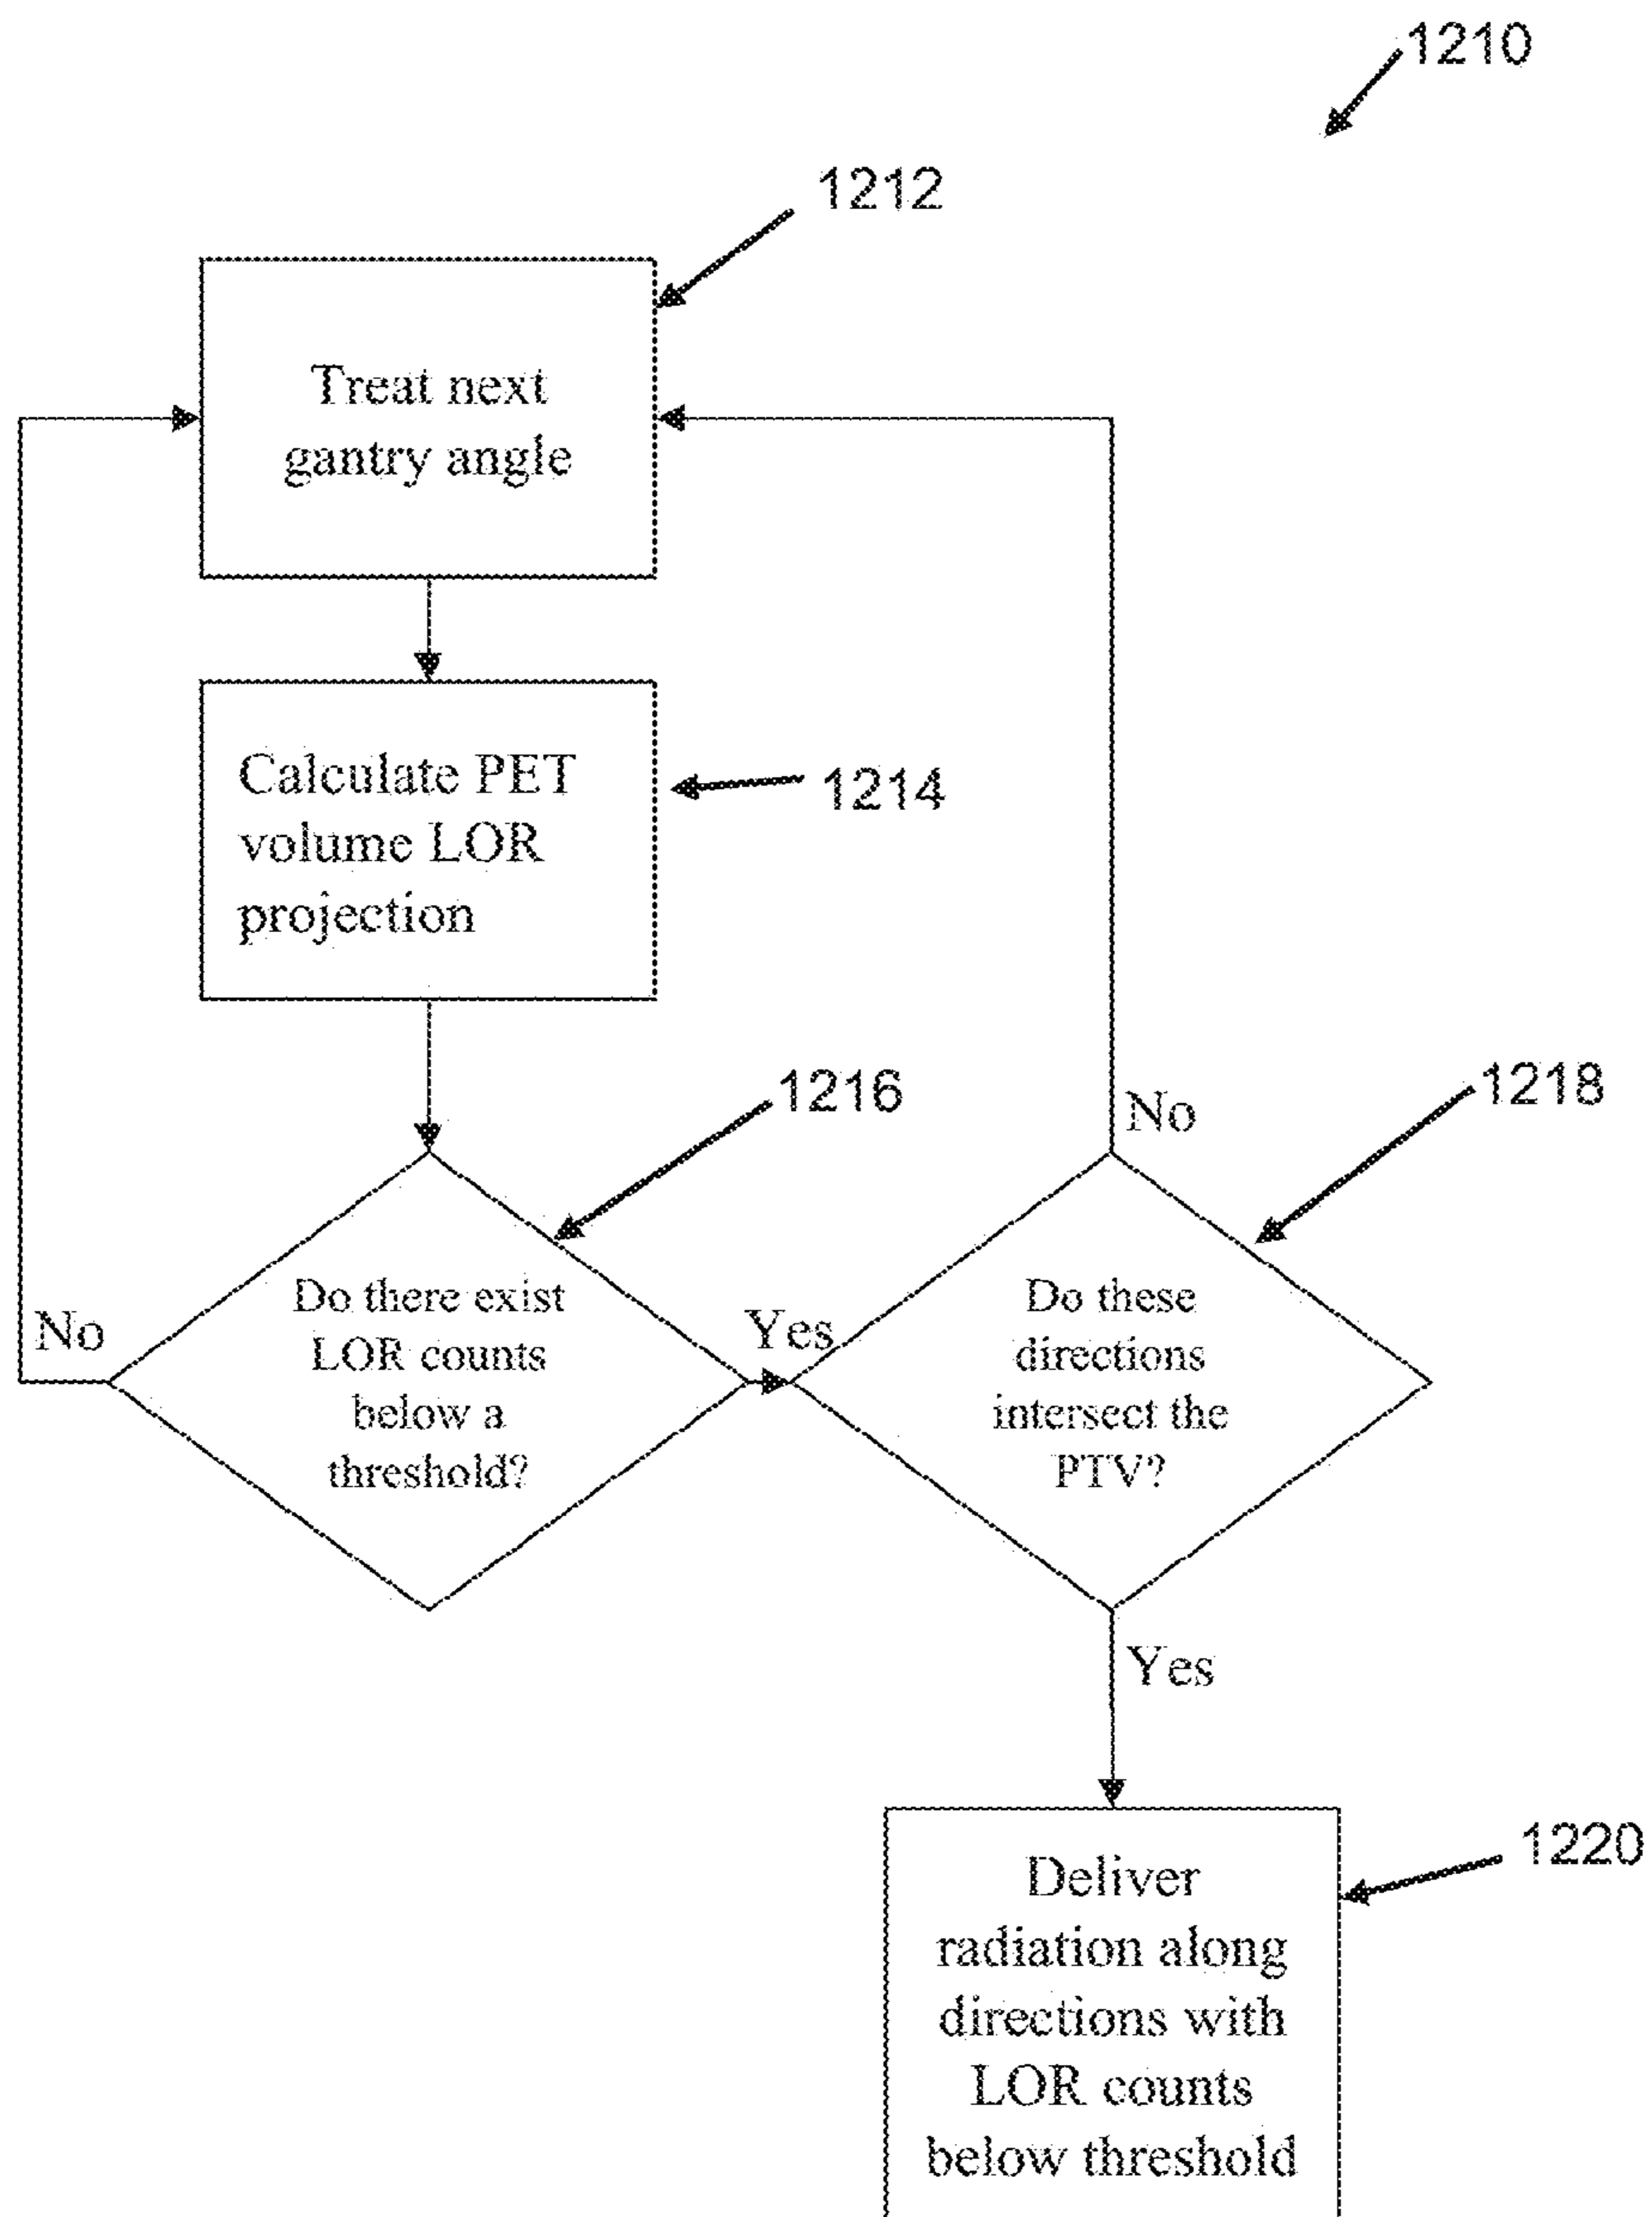 1210
1212
Treat next
gantry angle
Calculate PET
volume LOR
projection
1214
1216
1218
No
Do there exist
LOR counts
below a
threshold?
No
Yes
Do these
directions
intersect the
PTV?
Yes
1220
Deliver
radiation along
directions with
LOR counts
below threshold